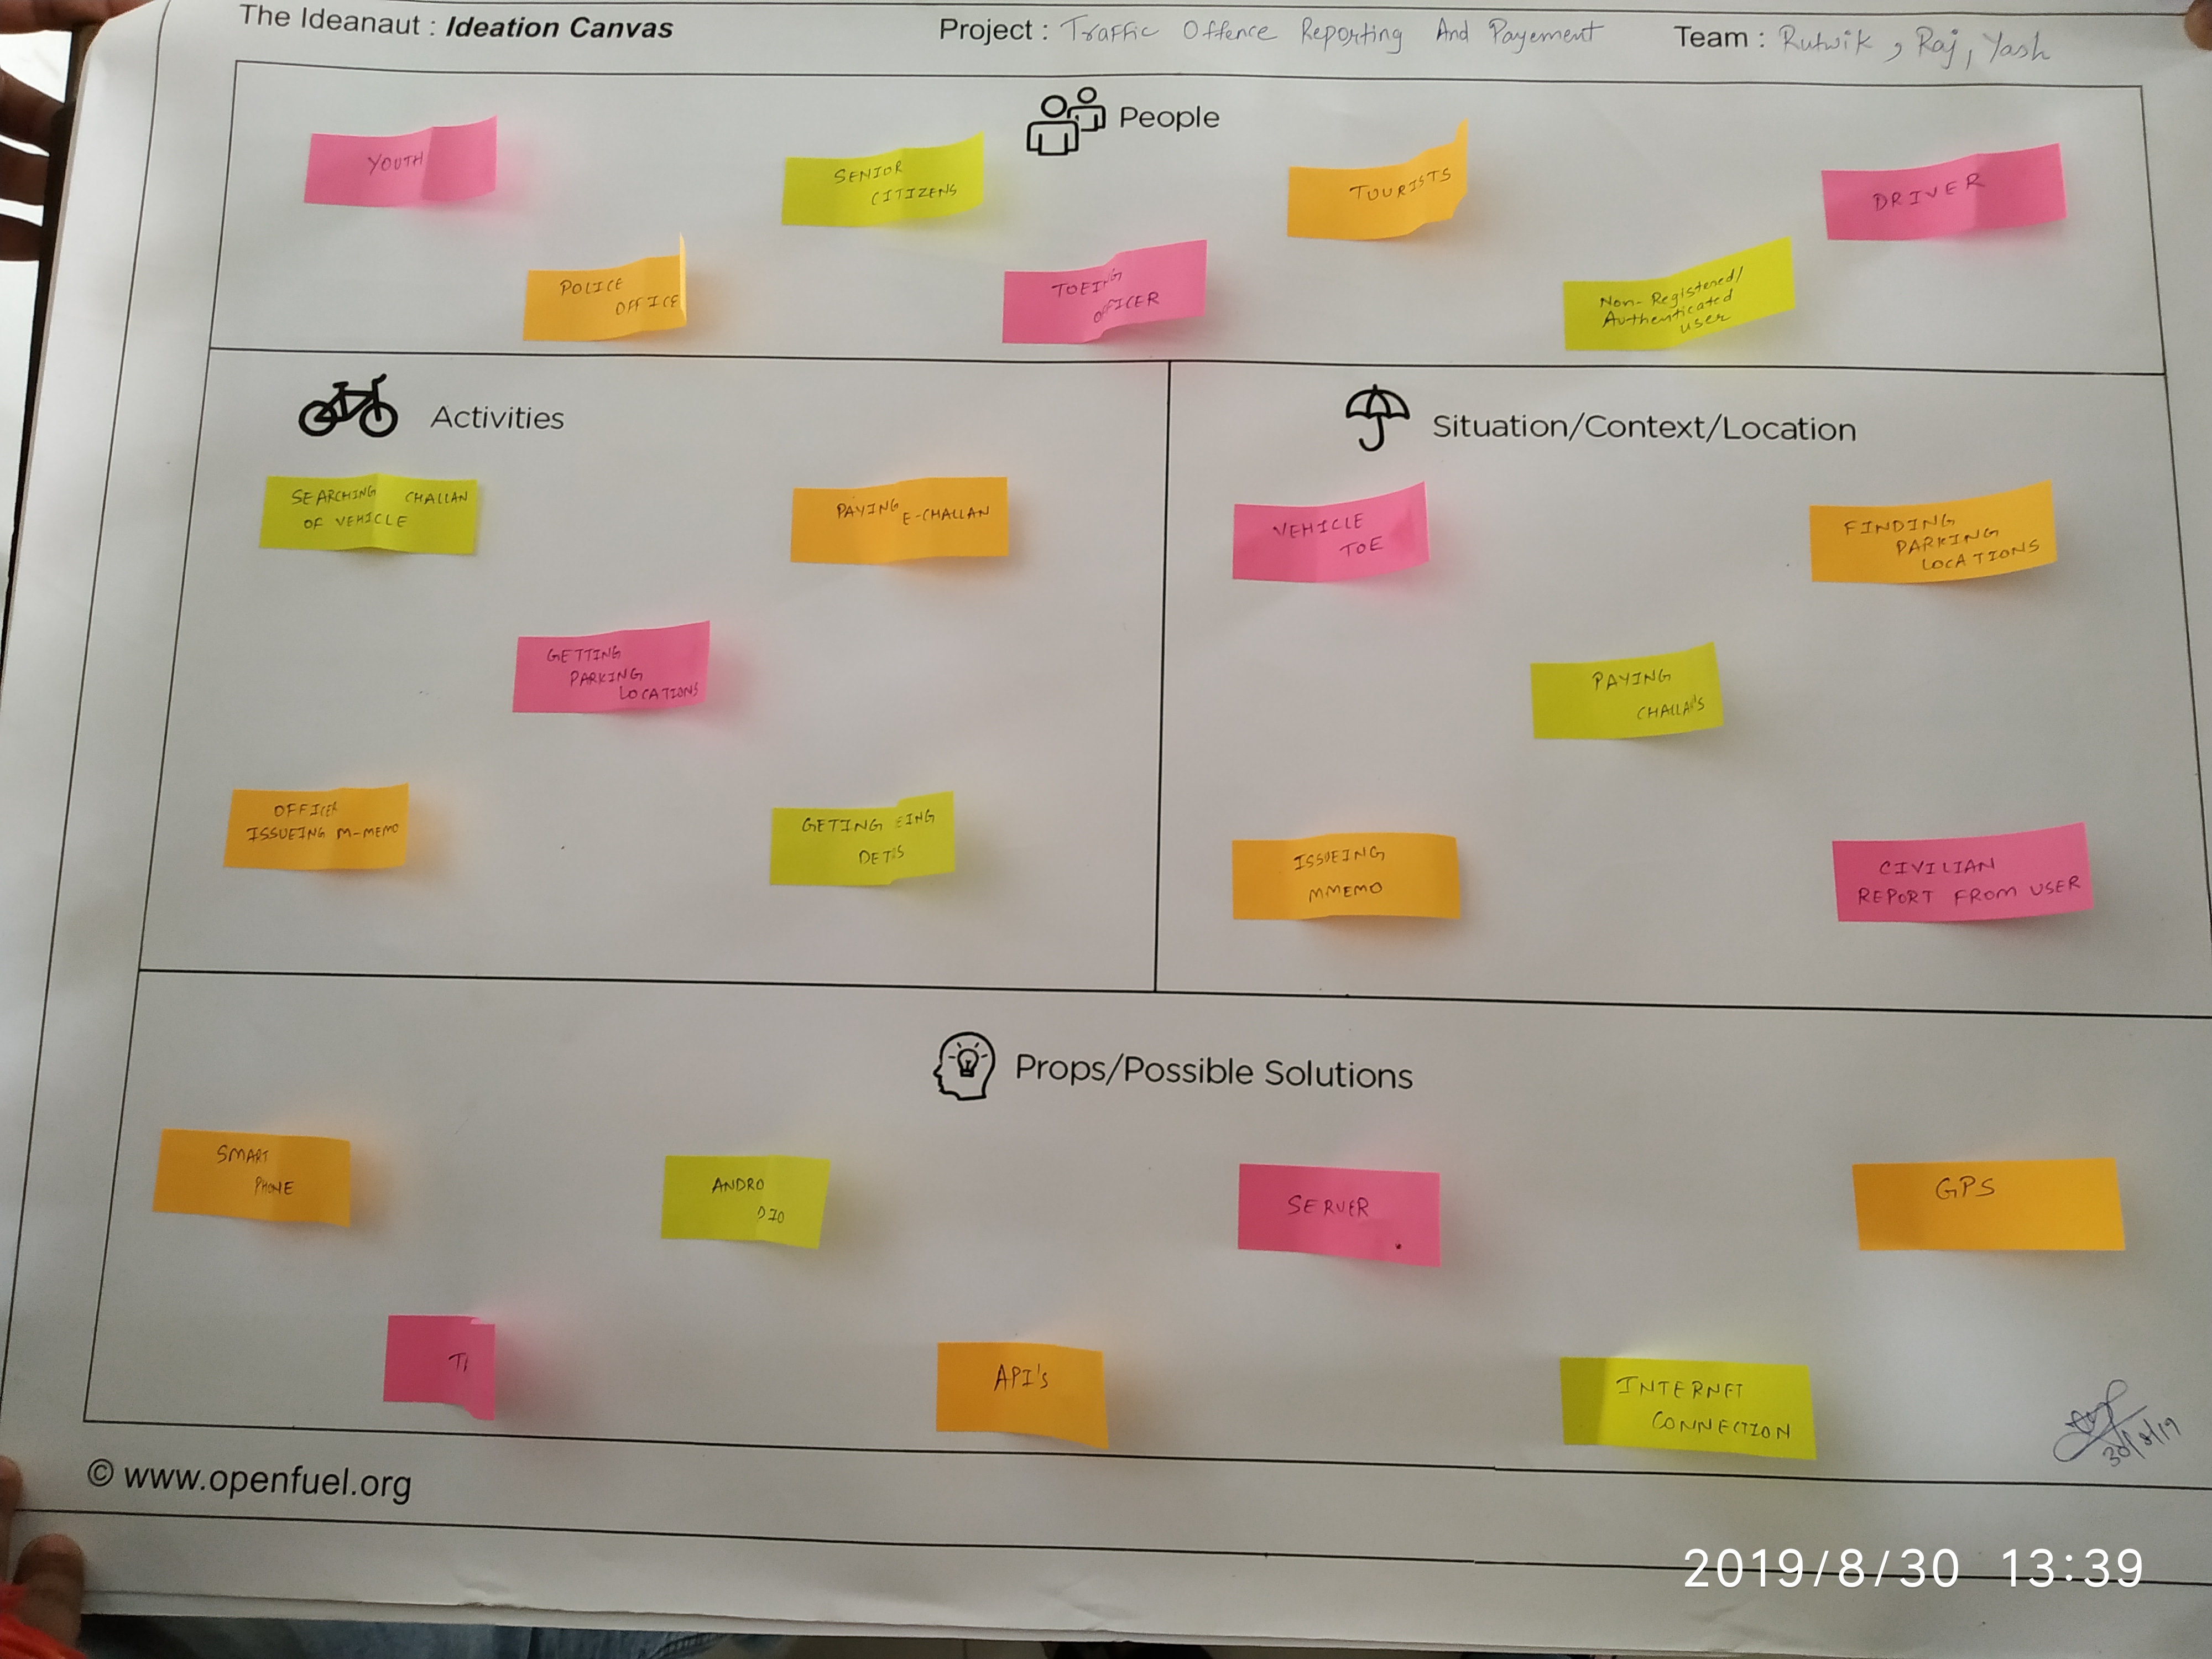 The Ideanaut : Ideation Canvas
Project : Traffic Offence Reporting And Payement
Team : Rutwik , Raj, Yash
People
YOUTH
SENIOR
CITIZENS
TOURISTS
DRIVER
POLICE
OFFICE
TOEING
OFFICER
Non-Registered/
Authenticated
user
Activities
SEARCHING CHALLAN
OF VEHICLE
PAYING E-CHALLAN
GETTING
PARKING
LOCATIONS
OFFICER
ISSUEING M-MEMO
GETING EING
DET
Situation/Context/Location
VEHICLE
TOE
FINDING
PARKING
LOCATIONS
PAYING
CHALLAN'S
ISSUEING
MMEMO
CIVILIAN
REPORT FROM USER
Props/Possible Solutions
SMART
PHONE
ANDRO
SERVER
GPS
API's
INTERNET
CONNECTION
30/8/19
© www.openfuel.org
2019/8/30 13:39